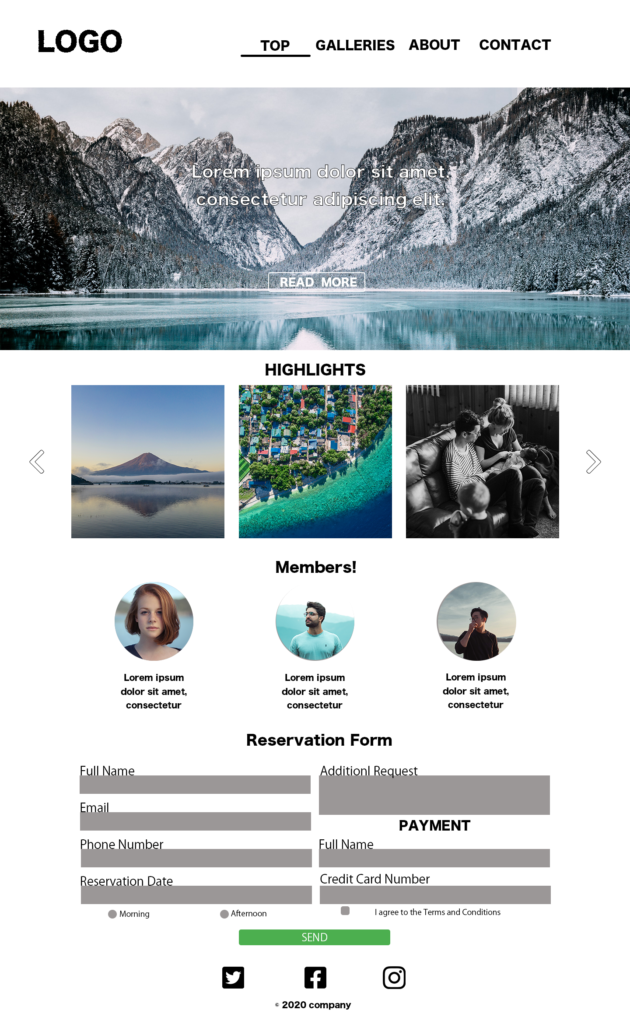 LOGO
TOP GALLERIES ABOUT CONTACT
Lorem ipsum dolor sit amet,
consectetur adipiscing elit.
READ MORE
HIGHLIGHTS
Members!
Lorem ipsum
dolor sit amet,
consectetur
Lorem ipsum
dolor sit amet,
consectetur
Lorem ipsum
dolor sit amet,
consectetur
Reservation Form
Full Name
Email
Phone Number
Reservation Date
Morning Afternoon
Additionl Request
PAYMENT
Full Name
Credit Card Number
I agree to the Terms and Conditions
SEND
© 2020 company